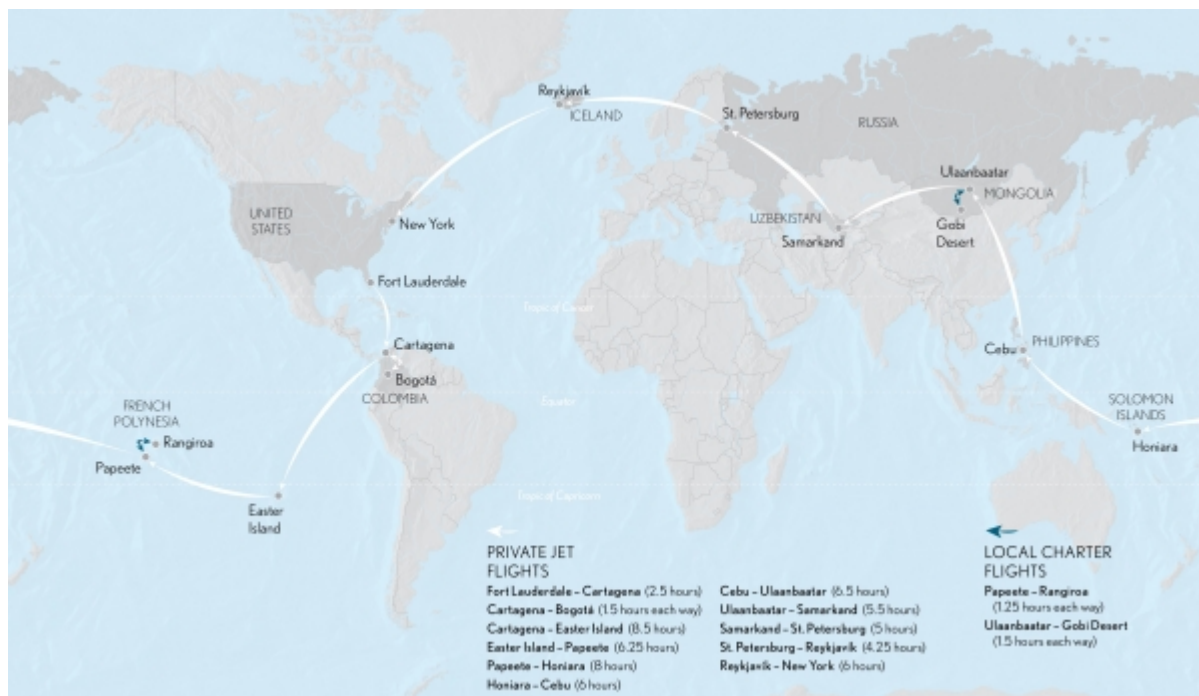 Reykjavík
ICELAND
St. Petersburg
RUSSIA
Ulaanbaatar
MONGOLIA
UNITED
STATES
New York
UZBEKISTAN
Samarkand
Gobi
Desert
Fort Lauderdale
Tropic of Cancer
Cartagena
Cebu
PHILIPPINES
Bogotá
COLOMBIA
Equator
FRENCH
POLYNESIA
SOLOMON
ISLANDS
Rangiroa
Honiara
Papeete
Easter
Island
Tropic of Capricorn
PRIVATE JET
FLIGHTS
Fort Lauderdale – Cartagena (2.5 hours)
Cartagena – Bogotá (1.5 hours each way)
Cartagena – Easter Island (8.5 hours)
Easter Island – Papeete (6.25 hours)
Papeete – Honiara (8 hours)
Honiara – Cebu (6 hours)
Cebu – Ulaanbaatar (6.5 hours)
Ulaanbaatar – Samarkand (5.5 hours)
Samarkand – St. Petersburg (5 hours)
St. Petersburg – Reykjavík (4.25 hours)
Reykjavík – New York (6 hours)
LOCAL CHARTER
FLIGHTS
Papeete – Rangiroa
(1.25 hours each way)
Ulaanbaatar – Gobi Desert
(1.5 hours each way)